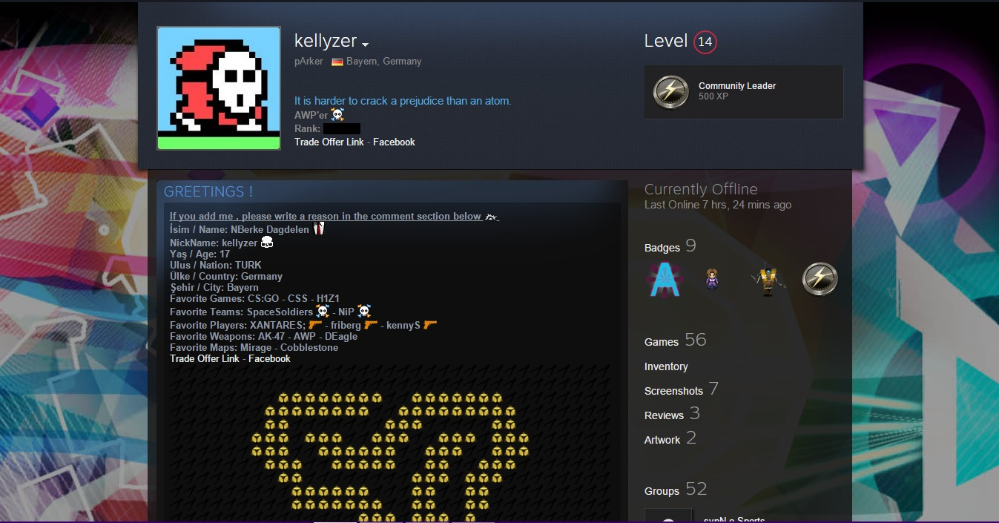 kellyzer
pArker Bayern, Germany
It is harder to crack a prejudice than an atom.
AWP'er
Rank:
Trade Offer Link - Facebook
Level 14
Community Leader
500 XP
GREETINGS !
If you add me , please write a reason in the comment section below
İsim / Name: NBerke Dagdelen
NickName: kellyzer
Yaş / Age: 17
Ulus / Nation: TURK
Ülke / Country: Germany
Şehir / City: Bayern
Favorite Games: CS:GO - CSS - H1Z1
Favorite Teams: SpaceSoldiers - NiP
Favorite Players: XANTARES; - friberg - kennyS
Favorite Weapons: AK-47 - AWP - DEagle
Favorite Maps: Mirage - Cobblestone
Trade Offer Link - Facebook
Currently Offline
Last Online 7 hrs, 24 mins ago
Badges 9
Games 56
Inventory
Screenshots 7
Reviews 3
Artwork 2
Groups 52